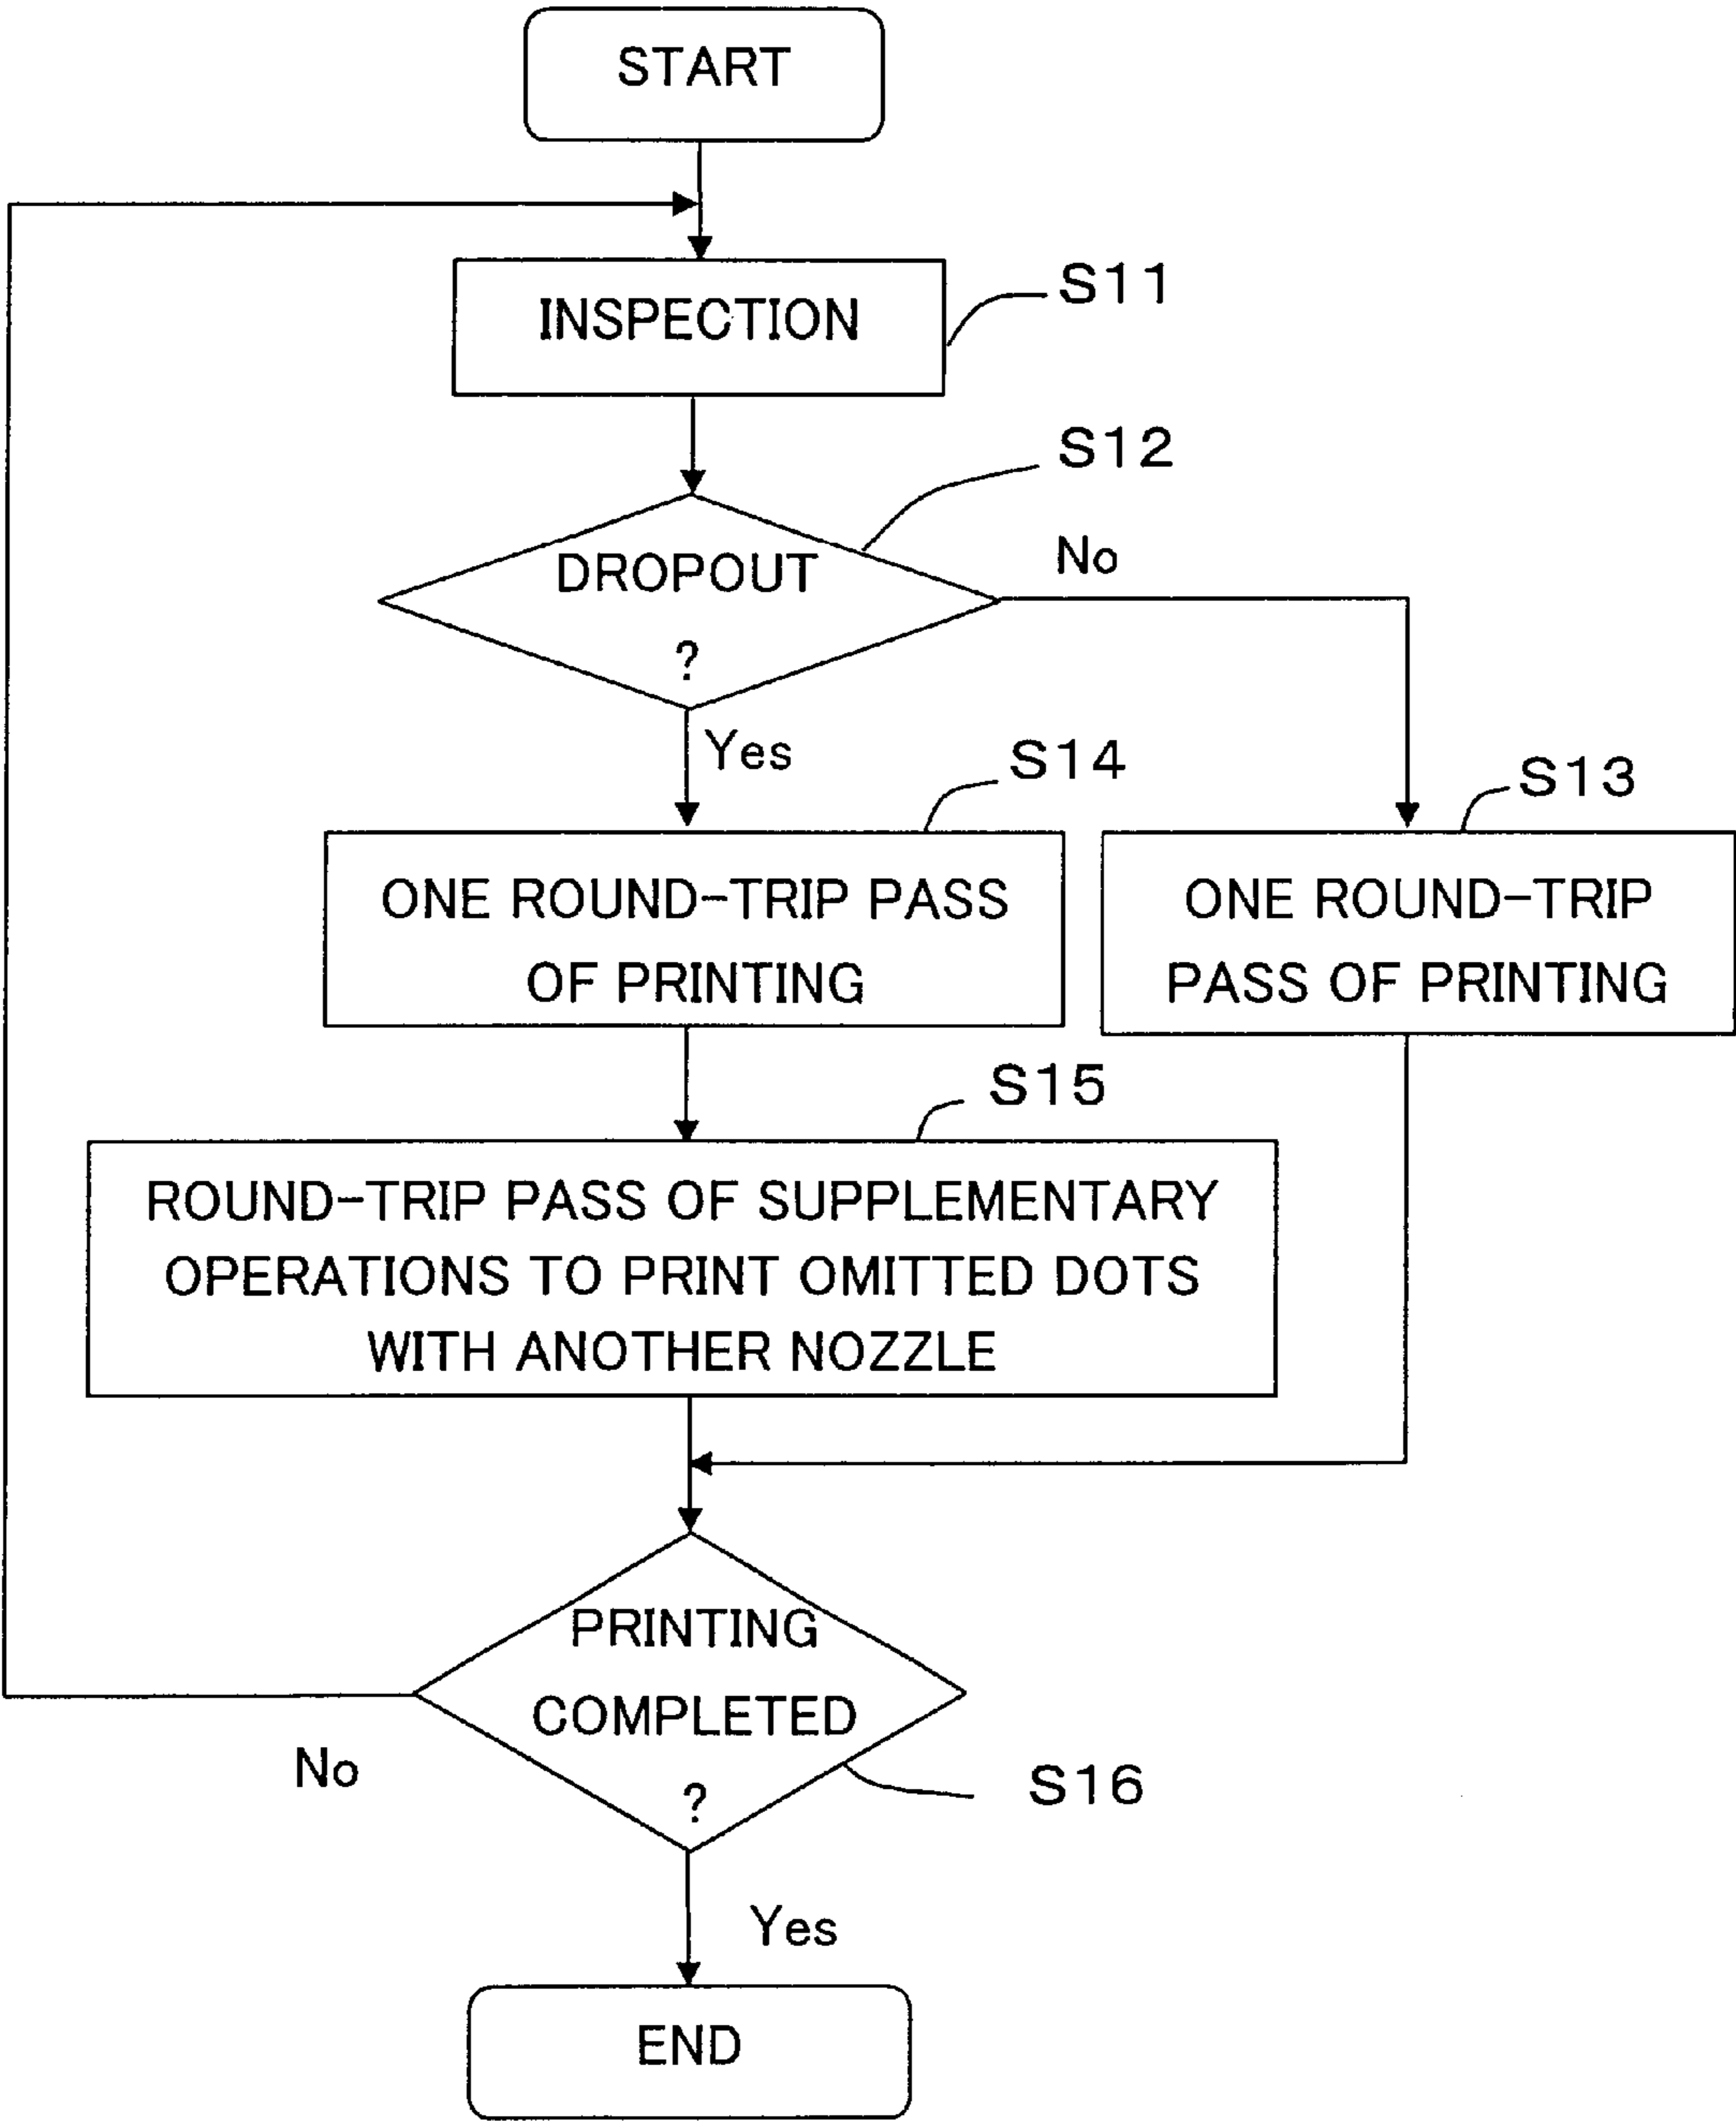 START
INSPECTION
S11
S12
DROPOUT
?
No
Yes
S14
S13
ONE ROUND-TRIP PASS
OF PRINTING
ONE ROUND-TRIP
PASS OF PRINTING
S15
ROUND-TRIP PASS OF SUPPLEMENTARY
OPERATIONS TO PRINT OMITTED DOTS
WITH ANOTHER NOZZLE
PRINTING
COMPLETED
?
No
S16
Yes
END